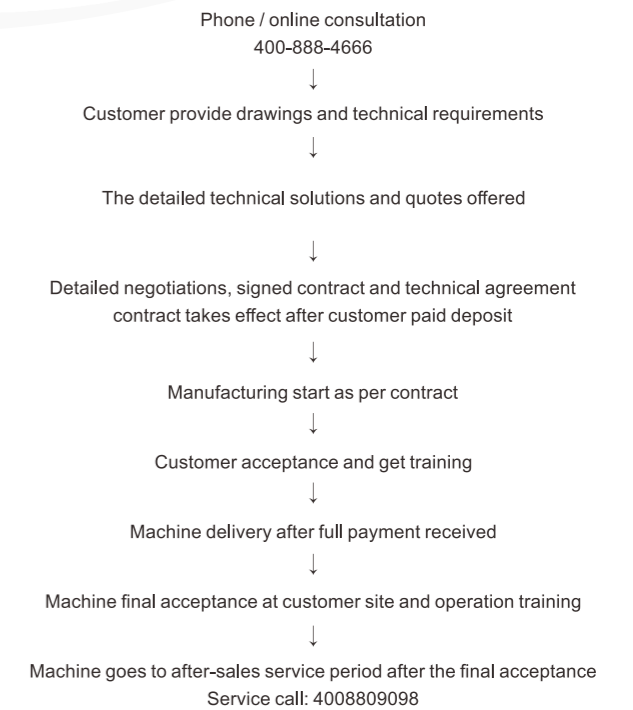 Phone / online consultation
400-888-4666
↓
Customer provide drawings and technical requirements
↓
The detailed technical solutions and quotes offered
↓
Detailed negotiations, signed contract and technical agreement
contract takes effect after customer paid deposit
↓
Manufacturing start as per contract
↓
Customer acceptance and get training
↓
Machine delivery after full payment received
↓
Machine final acceptance at customer site and operation training
↓
Machine goes to after-sales service period after the final acceptance
Service call: 4008809098